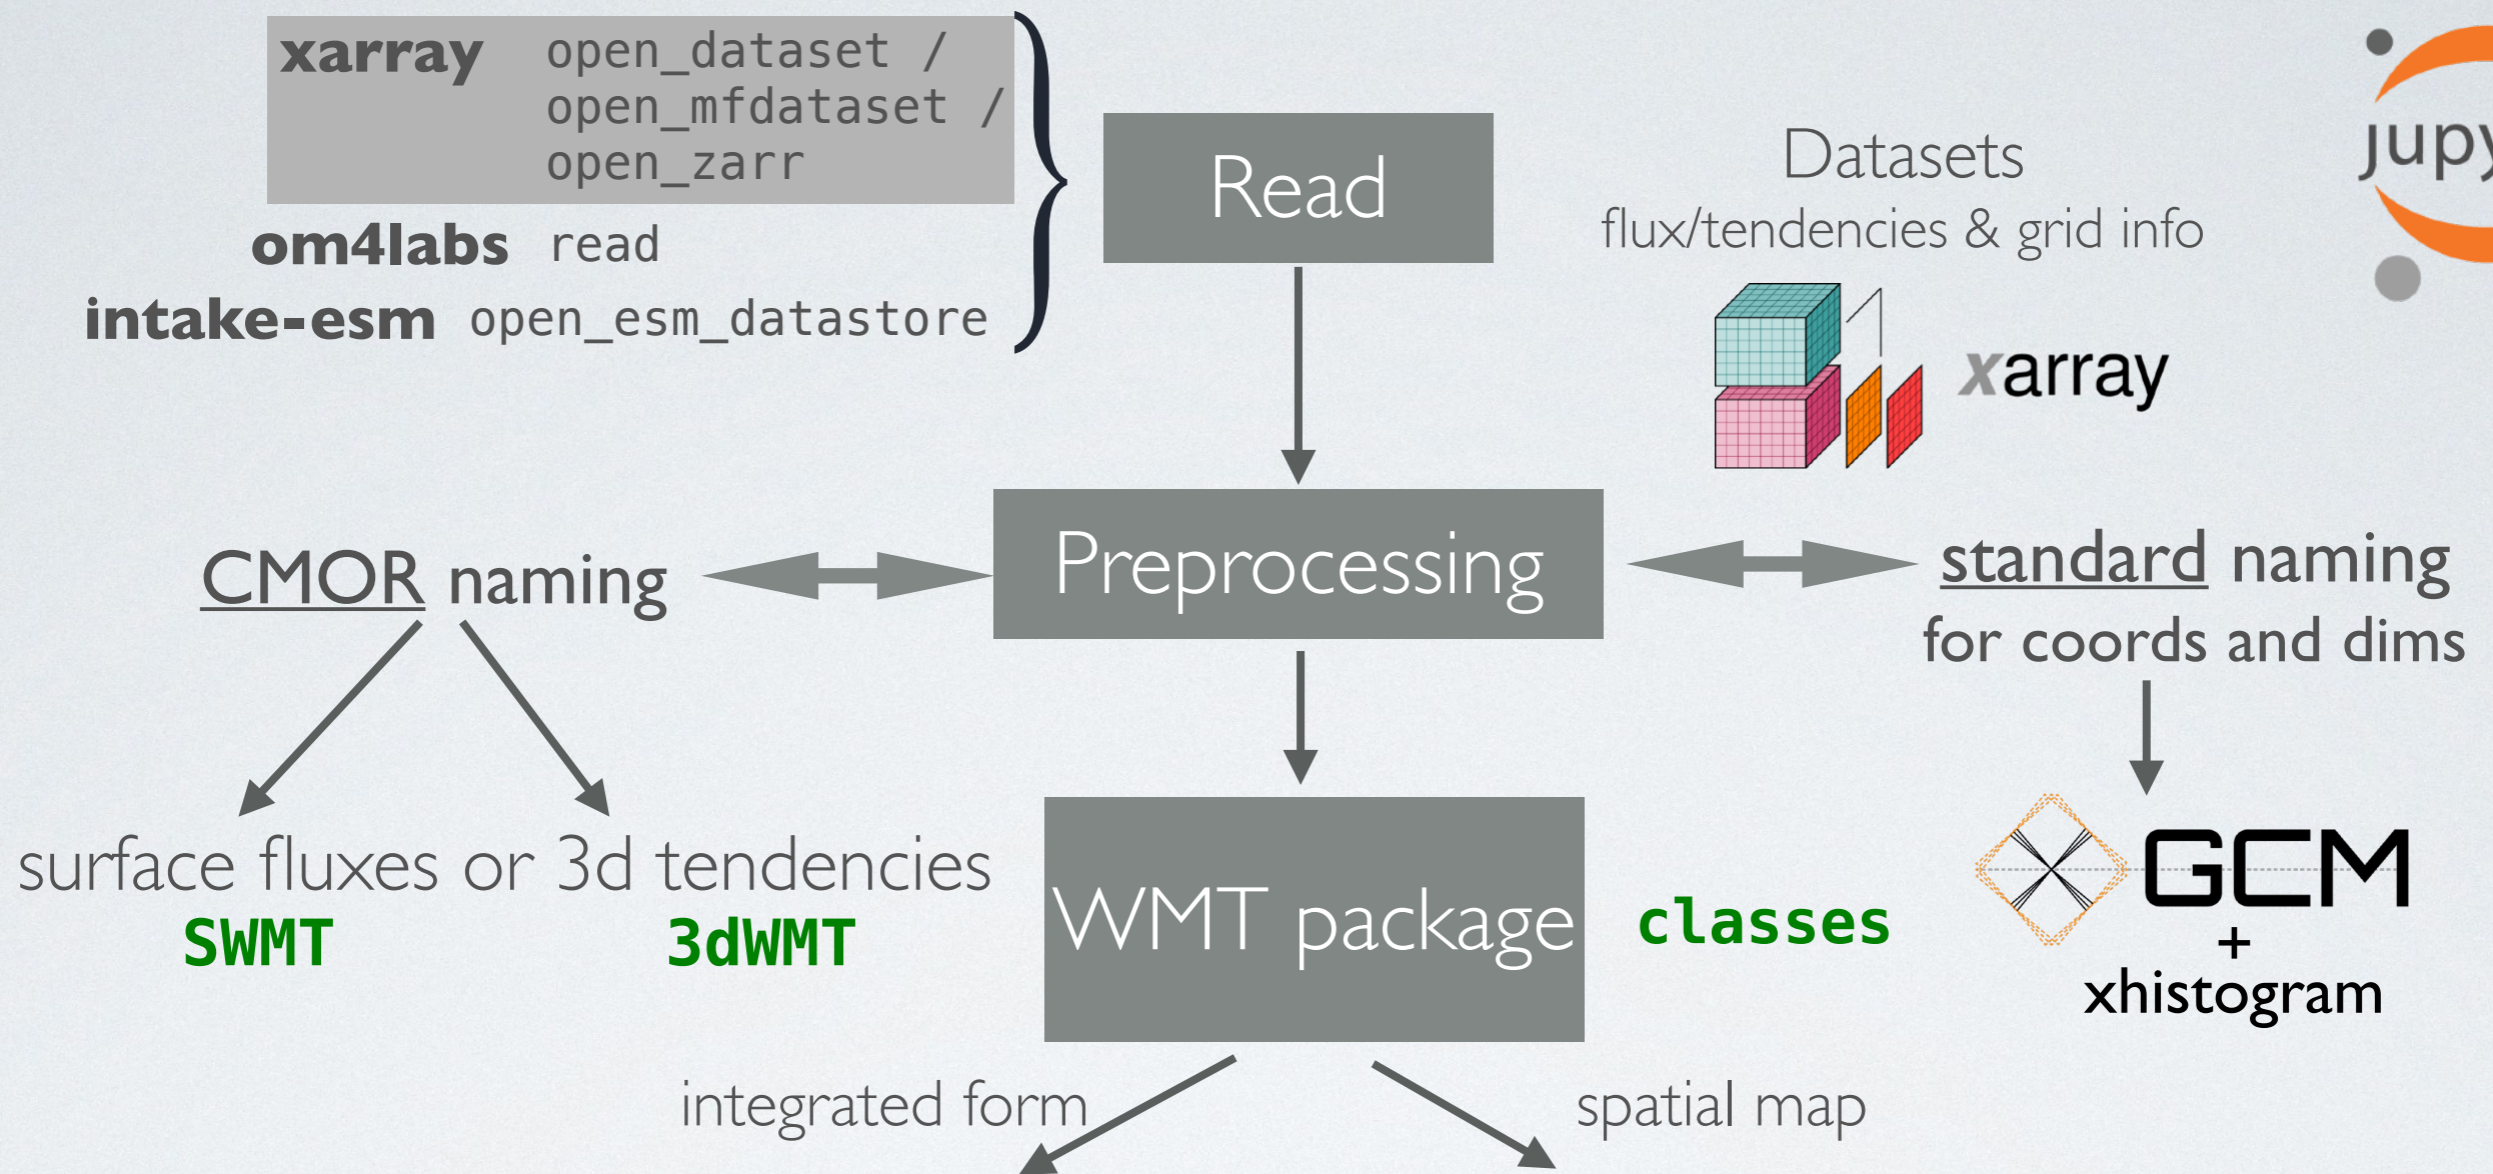 xarray open_dataset /
open_mfdataset /
open_zarr
om4labs read
intake-esm open_esm_datastore
Read
Datasets
flux/tendencies & grid info
xarray
jupy
Preprocessing
CMOR naming
standard naming
for coords and dims
surface fluxes or 3d tendencies
SWMT 3dWMT
WMT package
classes
GCM
+
xhistogram
integrated form
spatial map